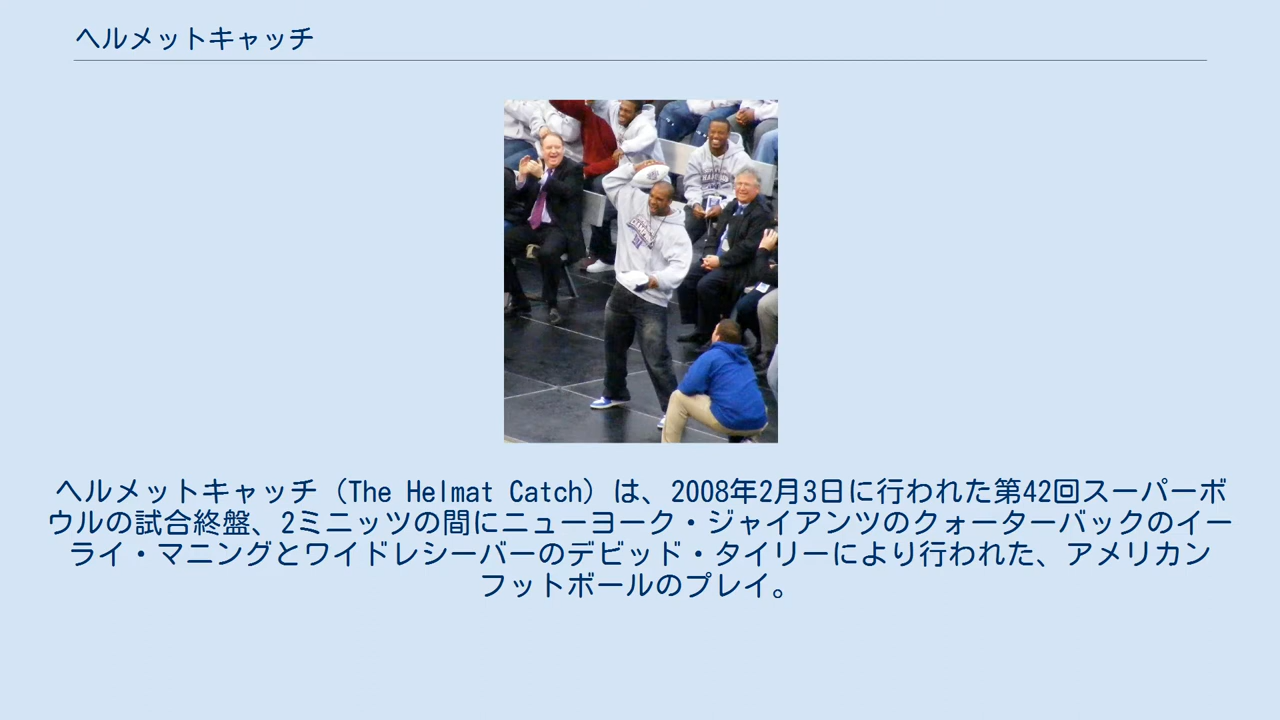 ヘルメットキャッチ
ヘルメットキャッチ（The Helmat Catch）は、2008年2月3日に行われた第42回スーパーボ
ウルの試合終盤、2ミニッツの間にニューヨーク・ジャイアンツのクォーターバックのイー
ライ・マニングとワイドレシーバーのデビッド・タイリーにより行われた、アメリカン
フットボールのプレイ。